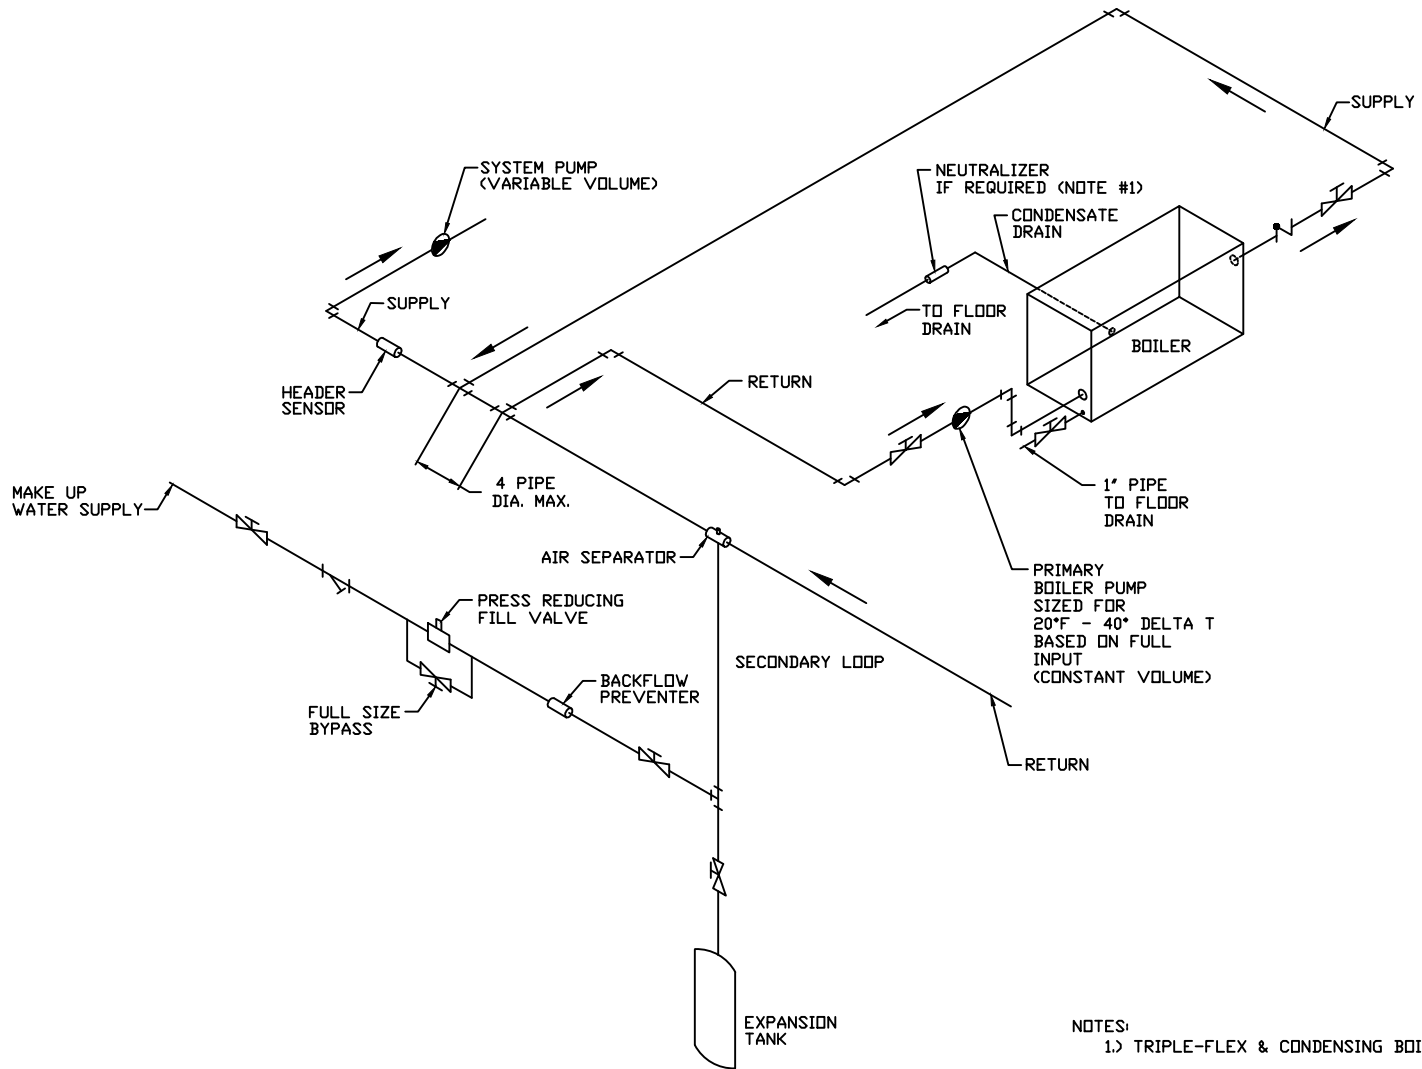 SUPPLY
SYSTEM PUMP
(VARIABLE VOLUME)
NEUTRALIZER
IF REQUIRED (NOTE #1)
CONDENSATE
DRAIN
SUPPLY
TO FLOOR
DRAIN
BOILER
HEADER
SENSOR
RETURN
4 PIPE
DIA. MAX.
1" PIPE
TO FLOOR
DRAIN
MAKE UP
WATER SUPPLY
AIR SEPARATOR
PRIMARY
BOILER PUMP
SIZED FOR
20°F - 40° DELTA T
BASED ON FULL
INPUT
(CONSTANT VOLUME)
PRESS REDUCING
FILL VALVE
SECONDARY LOOP
BACKFLOW
PREVENTER
FULL SIZE
BYPASS
RETURN
EXPANSION
TANK
NOTES:
1.) TRIPLE-FLEX & CONDENSING BOI